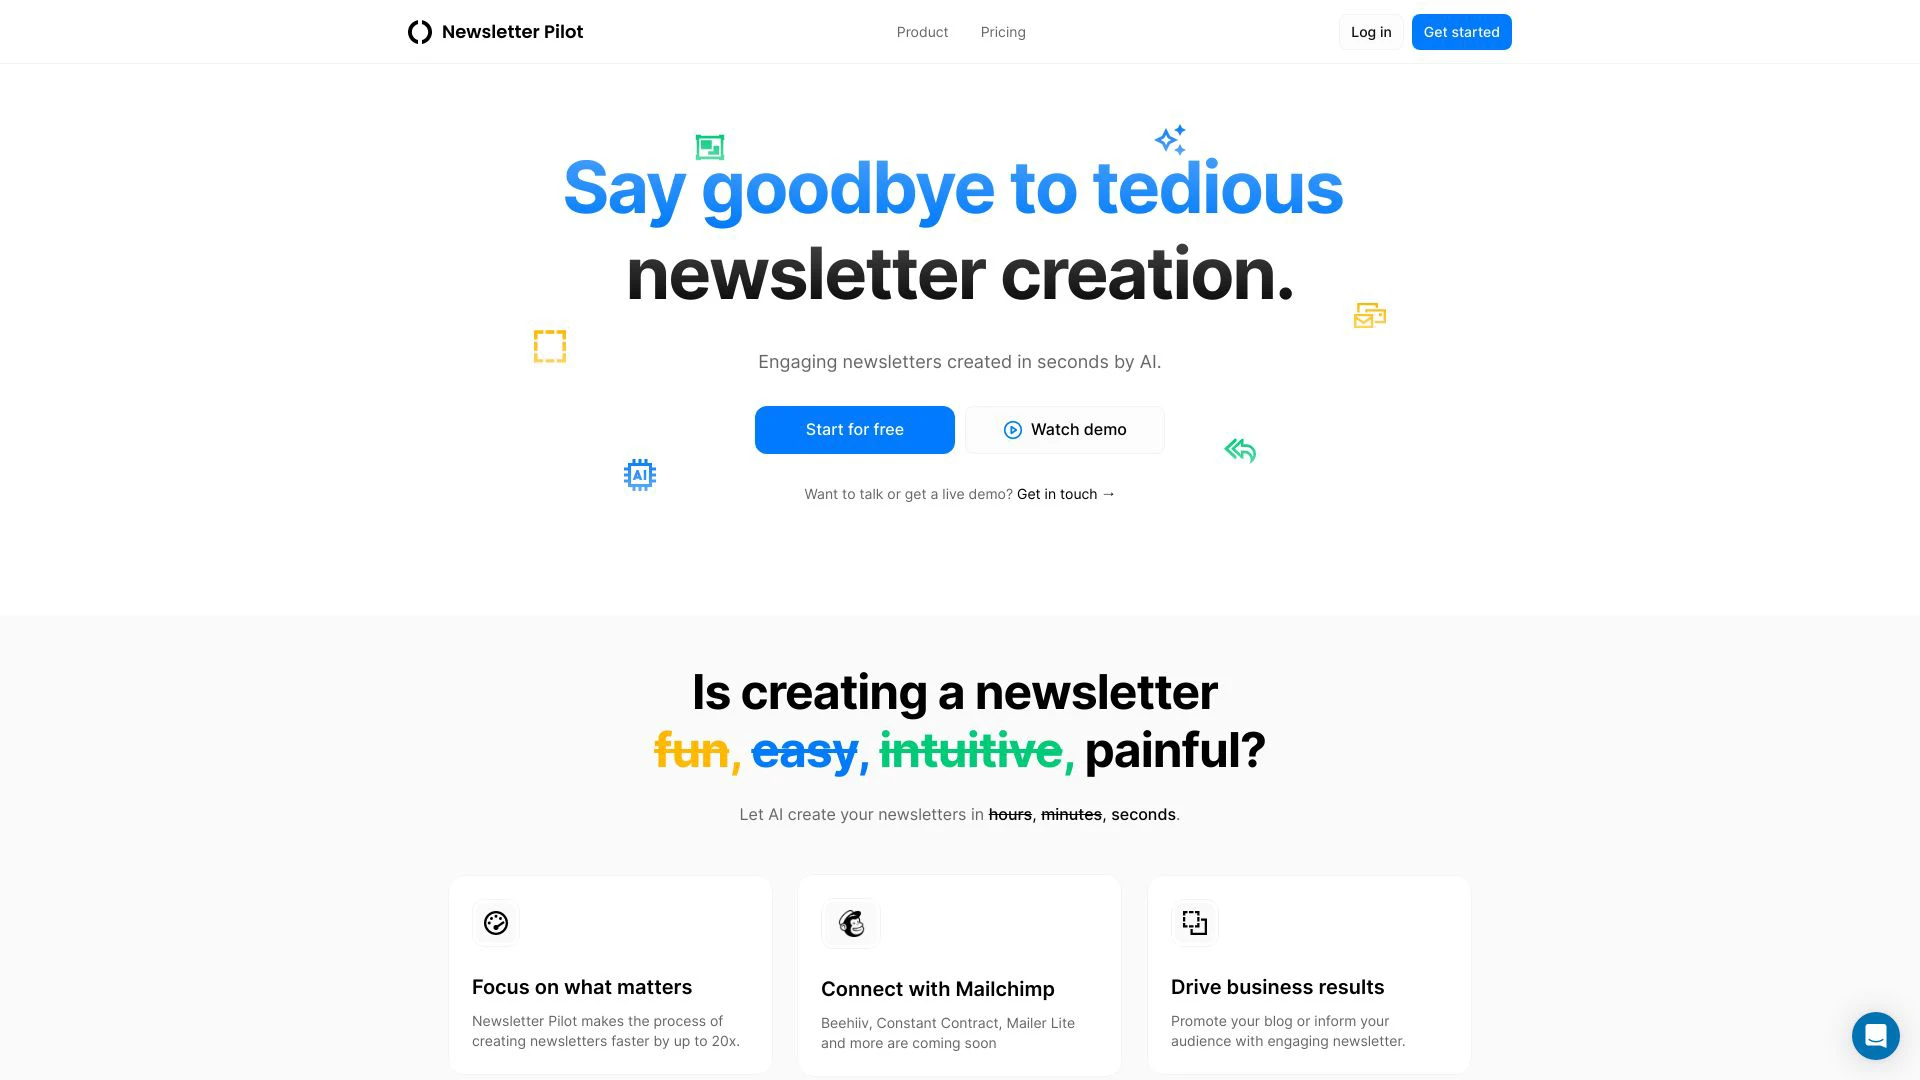 Newsletter Pilot
Product
Pricing
Log in
Get started
Say goodbye to tedious
newsletter creation.
Engaging newsletters created in seconds by AI.
Start for free
Watch demo
AI
Want to talk or get a live demo? Get in touch →
Is creating a newsletter
fun, easy, intuitive, painful?
Let AI create your newsletters in hours, minutes, seconds.
Focus on what matters
Newsletter Pilot makes the process of
creating newsletters faster by up to 20x.
Connect with Mailchimp
Beehiiv, Constant Contract, Mailer Lite
and more are coming soon
Drive business results
Promote your blog or inform your
audience with engaging newsletter.